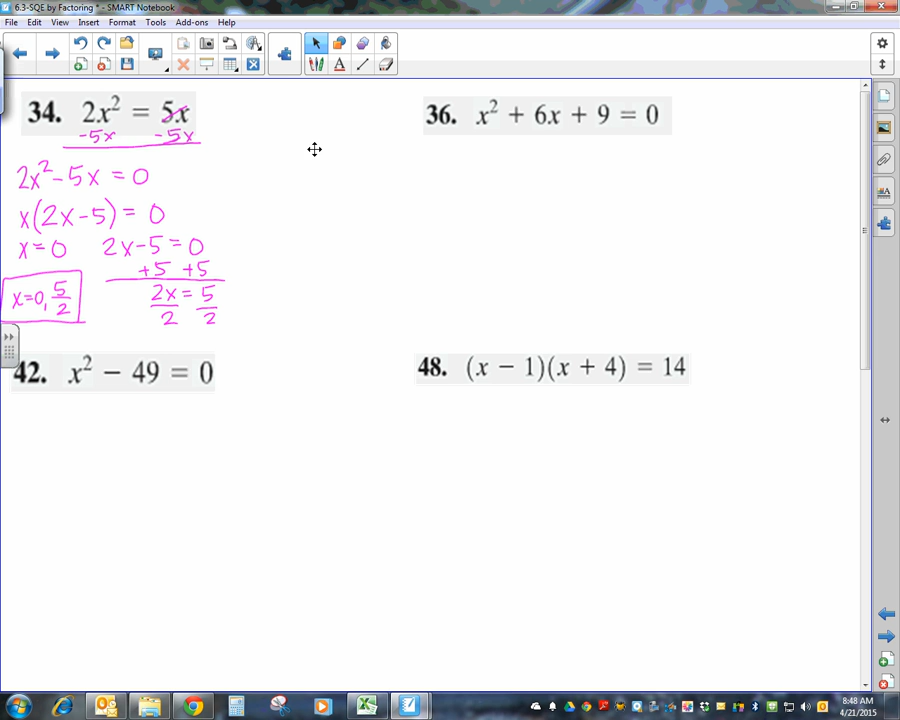 6.3-SQE by Factoring * - SMART Notebook
File Edit View Insert Format Tools Add-ons Help
34. 2x² = 5x
-5x -5x
2x² - 5x = 0
x(2x - 5) = 0
x = 0 2x - 5 = 0
+5 +5
2x = 5
2 2
x = 0, 5/2
36. x² + 6x + 9 = 0
42. x² − 49 = 0
48. (x − 1)(x + 4) = 14
8:48 AM
4/21/2015